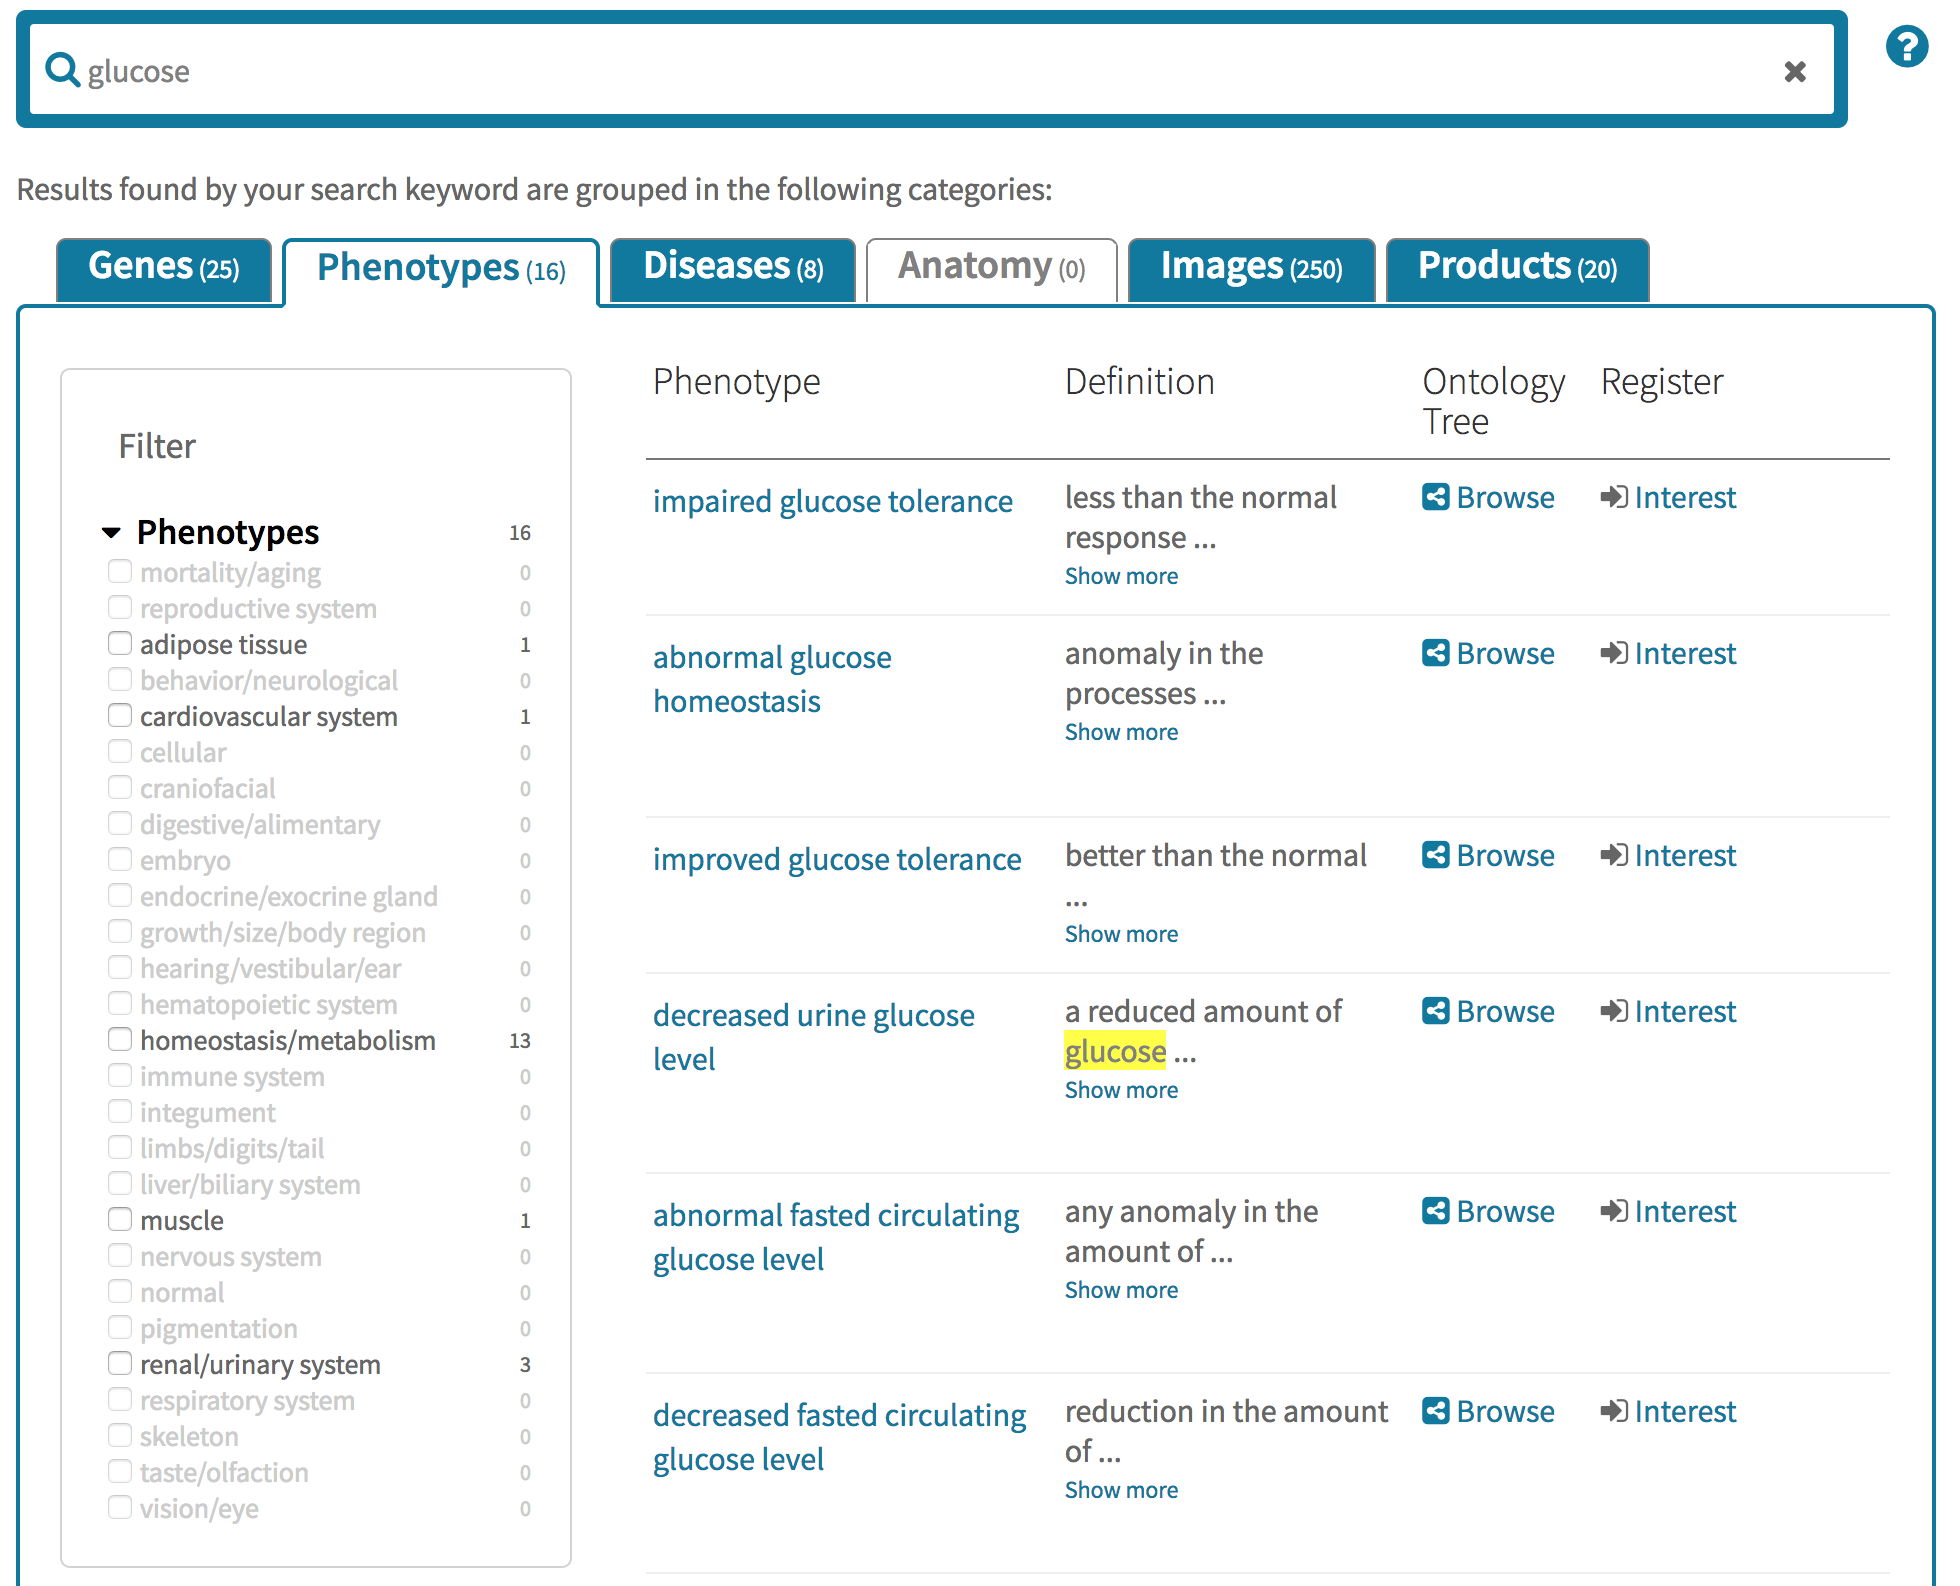 glucose
Results found by your search keyword are grouped in the following categories:
Genes (25)
Phenotypes (16)
Diseases (8)
Anatomy (0)
Images (250)
Products (20)
Filter
Phenotypes 16
mortality/aging 0
reproductive system 0
adipose tissue 1
behavior/neurological 0
cardiovascular system 1
cellular 0
craniofacial 0
digestive/alimentary 0
embryo 0
endocrine/exocrine gland 0
growth/size/body region 0
hearing/vestibular/ear 0
hematopoietic system 0
homeostasis/metabolism 13
immune system 0
integument 0
limbs/digits/tail 0
liver/biliary system 0
muscle 1
nervous system 0
normal 0
pigmentation 0
renal/urinary system 3
respiratory system 0
skeleton 0
taste/olfaction 0
vision/eye 0
Phenotype
Definition
Ontology
Tree
Register
impaired glucose tolerance
less than the normal
response ...
Show more
Browse
Interest
abnormal glucose
homeostasis
anomaly in the
processes ...
Show more
Browse
Interest
improved glucose tolerance
better than the normal
...
Show more
Browse
Interest
decreased urine glucose
level
a reduced amount of
glucose ...
Show more
Browse
Interest
abnormal fasted circulating
glucose level
any anomaly in the
amount of ...
Show more
Browse
Interest
decreased fasted circulating
glucose level
reduction in the amount
of ...
Show more
Browse
Interest